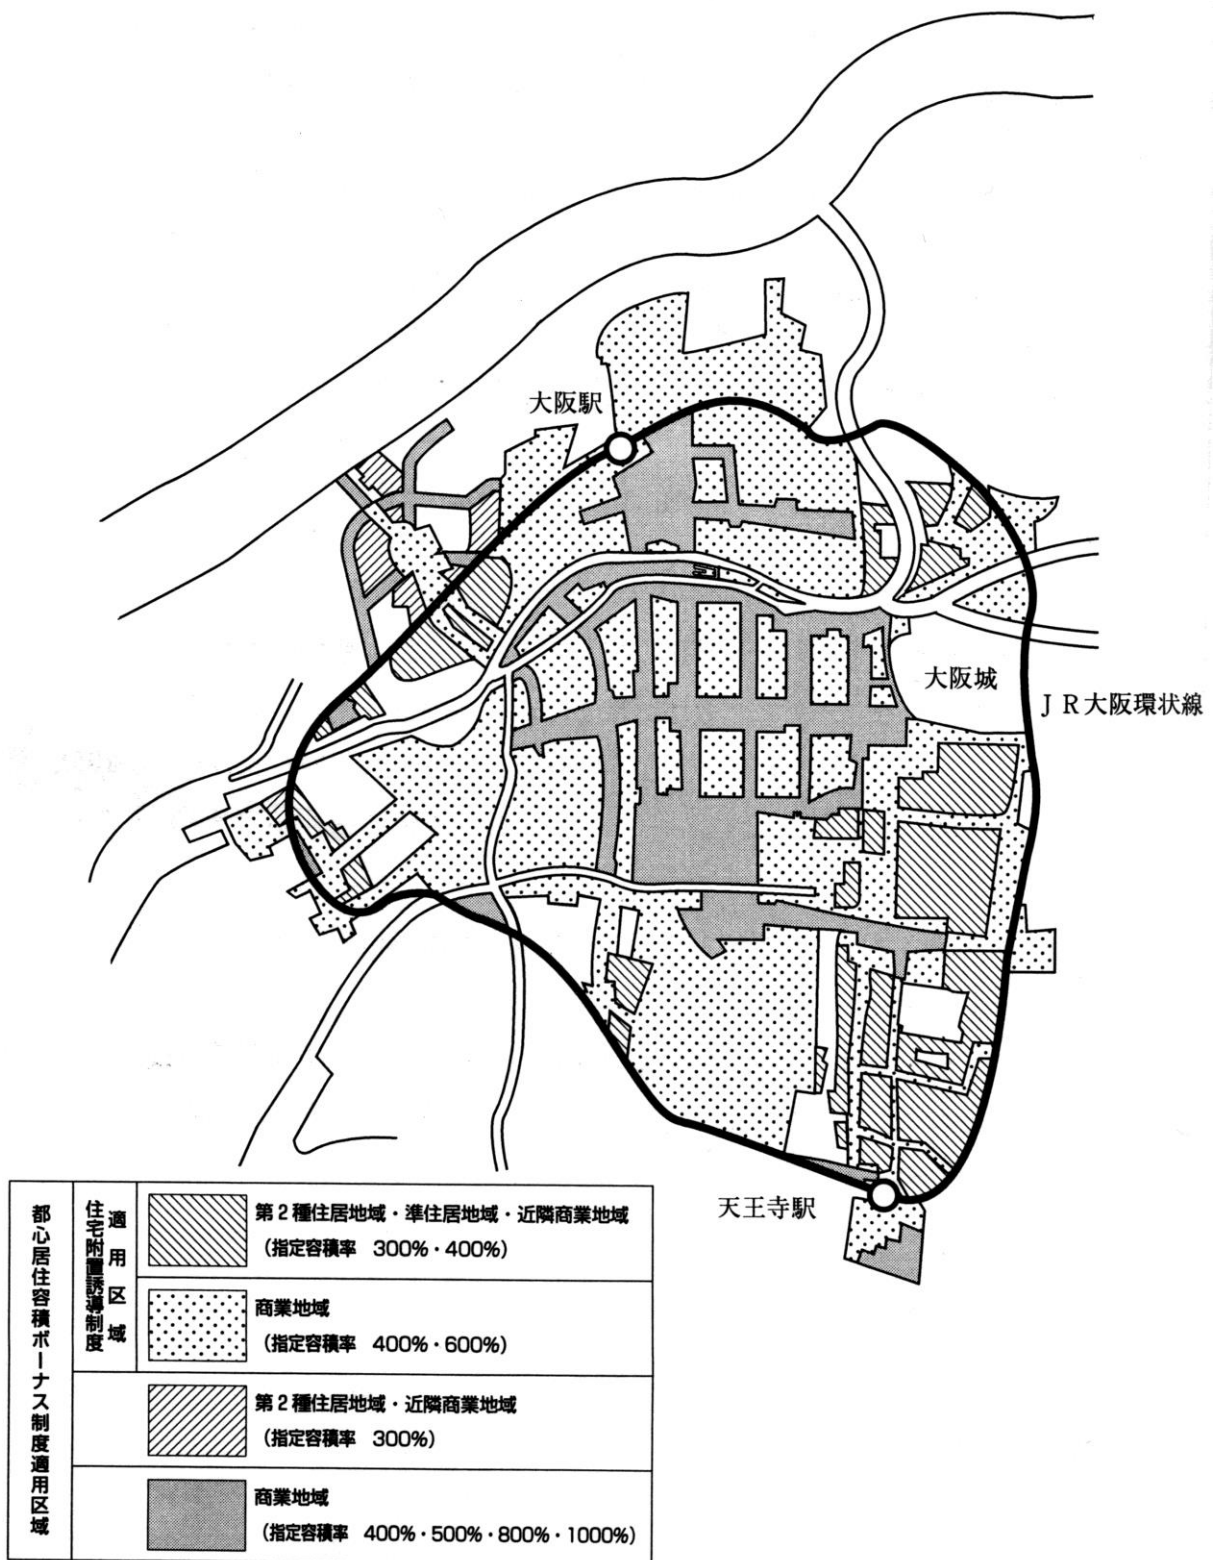 大阪駅
大阪城
JR大阪環状線
天王寺駅
都心居住容積ボーナス制度適用区域
住宅附置誘導制度
適用区域
第2種住居地域・準住居地域・近隣商業地域
(指定容積率 300%・400%)
商業地域
(指定容積率 400%・600%)
第2種住居地域・近隣商業地域
(指定容積率 300%)
商業地域
(指定容積率 400%・500%・800%・1000%)